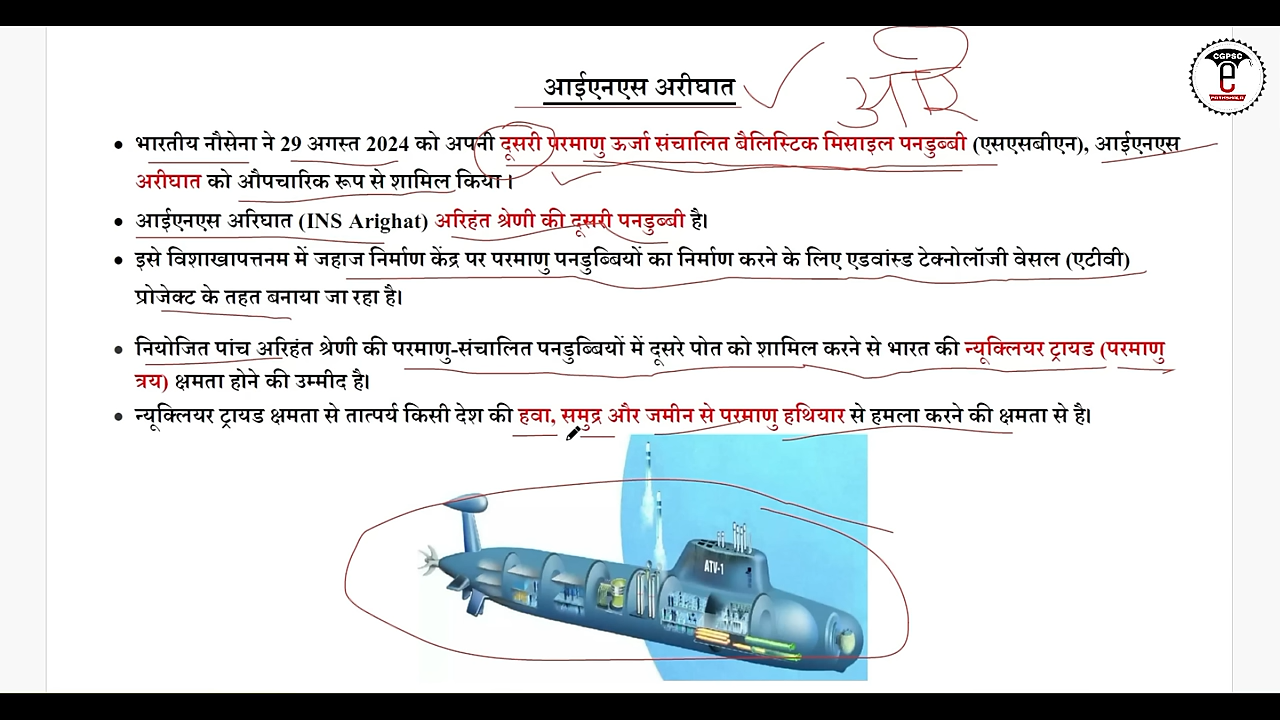 आईएनएस अरीघात
अरि
CGPSC
e
PATHSHALA
• भारतीय नौसेना ने 29 अगस्त 2024 को अपनी दूसरी परमाणु ऊर्जा संचालित बैलिस्टिक मिसाइल पनडुब्बी (एसएसबीएन), आईएनएस
अरीघात को औपचारिक रूप से शामिल किया।
• आईएनएस अरिघात (INS Arighat) अरिहंत श्रेणी की दूसरी पनडुब्बी है।
• इसे विशाखापत्तनम में जहाज निर्माण केंद्र पर परमाणु पनडुब्बियों का निर्माण करने के लिए एडवांस्ड टेक्नोलॉजी वेसल (एटीवी)
प्रोजेक्ट के तहत बनाया जा रहा है।
• नियोजित पांच अरिहंत श्रेणी की परमाणु-संचालित पनडुब्बियों में दूसरे पोत को शामिल करने से भारत की न्यूक्लियर ट्रायड (परमाणु
त्रय) क्षमता होने की उम्मीद है।
• न्यूक्लियर ट्रायड क्षमता से तात्पर्य किसी देश की हवा, समुद्र और जमीन से परमाणु हथियार से हमला करने की क्षमता से है।
ATV-1